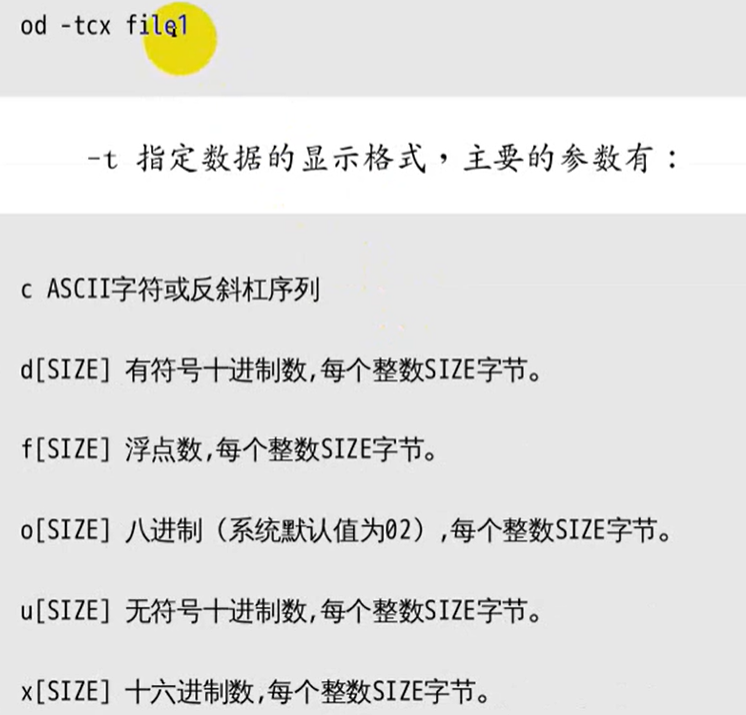 od -tcx file1
-t 指定数据的显示格式，主要的参数有：
c ASCII字符或反斜杠序列
d[SIZE] 有符号十进制数,每个整数SIZE字节。
f[SIZE] 浮点数,每个整数SIZE字节。
o[SIZE] 八进制（系统默认值为02）,每个整数SIZE字节。
u[SIZE] 无符号十进制数,每个整数SIZE字节。
x[SIZE] 十六进制数,每个整数SIZE字节。